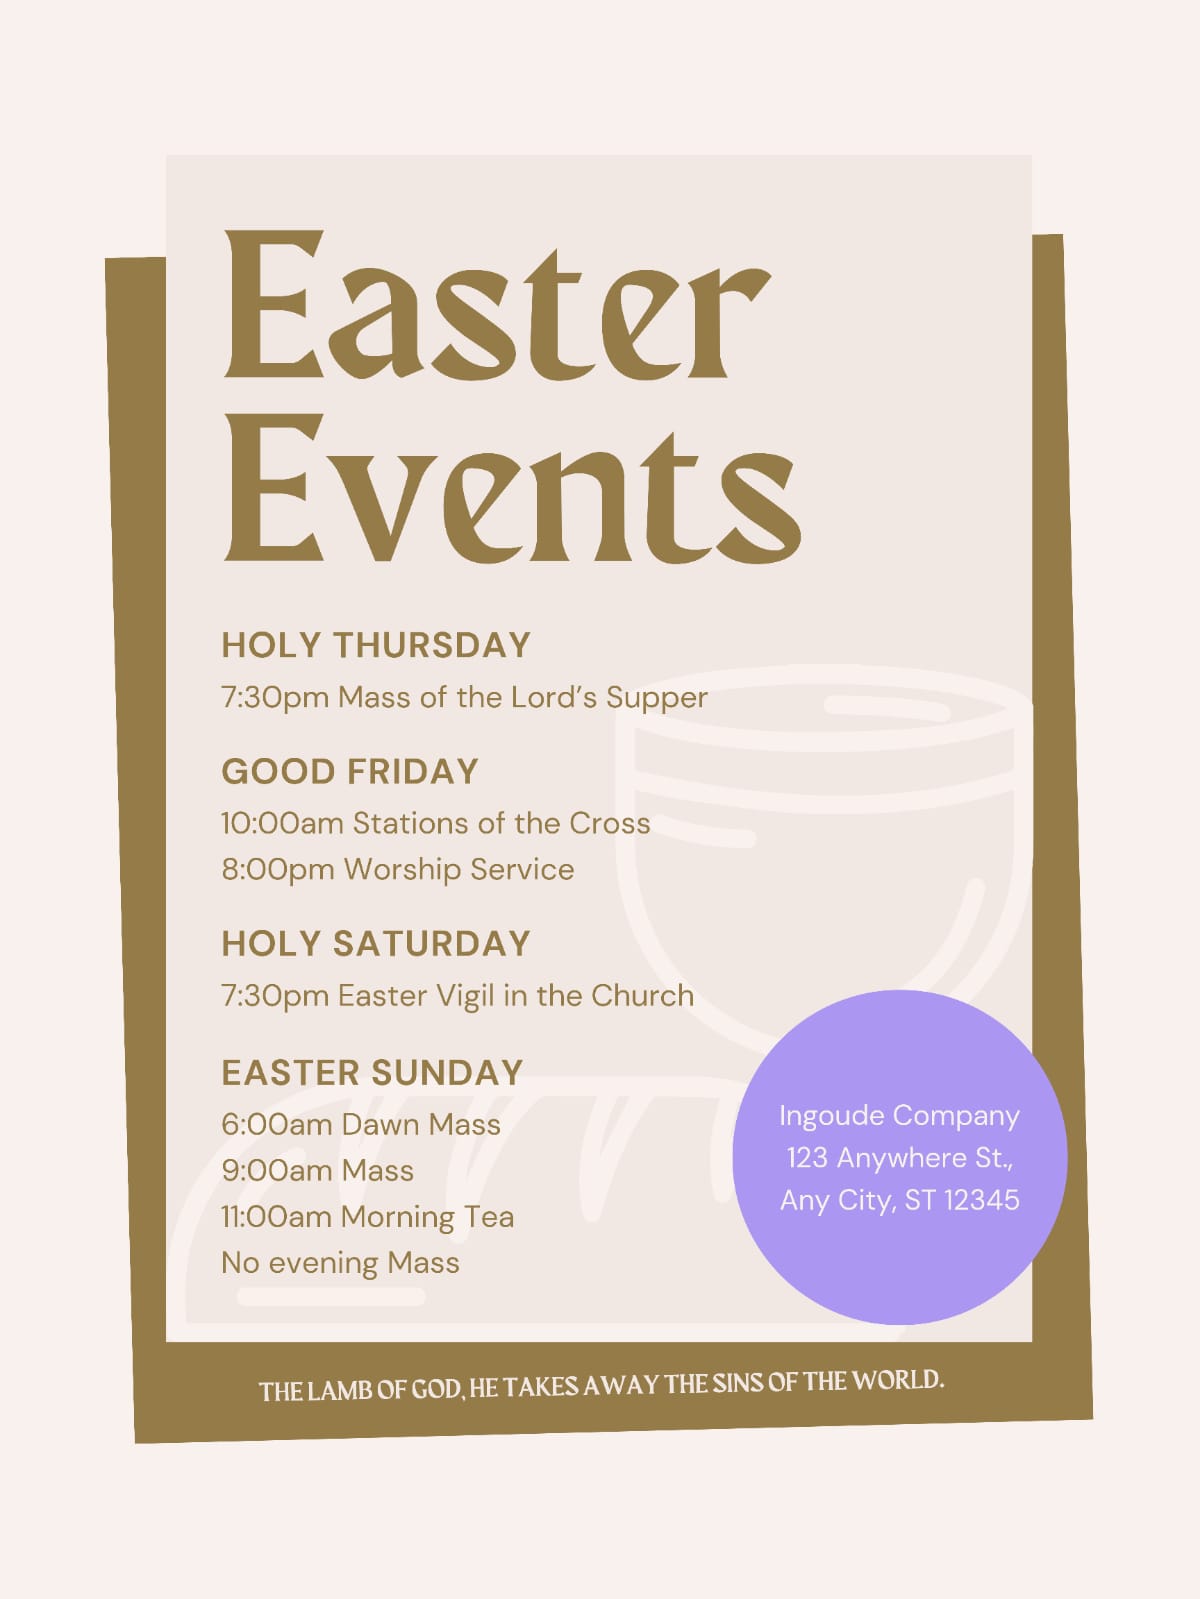 Easter
Events
HOLY THURSDAY
7:30pm Mass of the Lord’s Supper
GOOD FRIDAY
10:00am Stations of the Cross
8:00pm Worship Service
HOLY SATURDAY
7:30pm Easter Vigil in the Church
EASTER SUNDAY
6:00am Dawn Mass
9:00am Mass
11:00am Morning Tea
No evening Mass
Ingoude Company
123 Anywhere St.,
Any City, ST 12345
THE LAMB OF GOD, HE TAKES AWAY THE SINS OF THE WORLD.